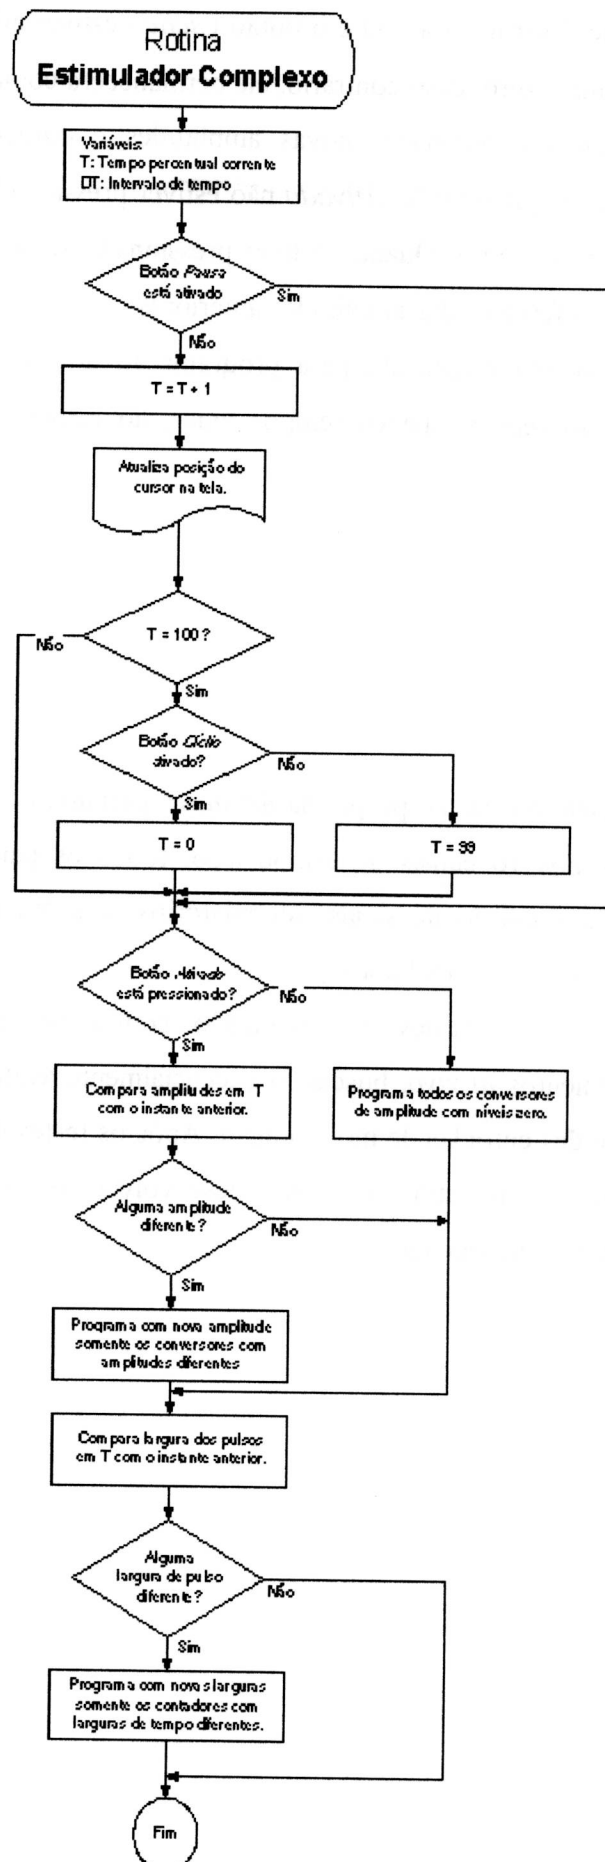 Rotina
Estimulador Complexo
Variáveis:
T: Tempo percentual corrente
DT: Intervalo de tempo
Botão Pausa
está ativado
Sim
Não
T = T + 1
Atualiza posição do
cursor na tela.
T = 100 ?
Não
Sim
Botão Cíclio
ativado?
Não
Sim
T = 0
T = 99
Botão Ativado
está pressionado?
Não
Sim
Compara amplitudes em T
com o instante anterior.
Programa todos os conversores
de amplitude com níveis zero.
Alguma amplitude
diferente?
Não
Sim
Programa com nova amplitude
somente os conversores com
amplitudes diferentes
Compara largura dos pulsos
em T com o instante anterior.
Alguma
largura de pulso
diferente?
Não
Sim
Programa com novas larguras
somente os contadores com
larguras de tempo diferentes.
Fim